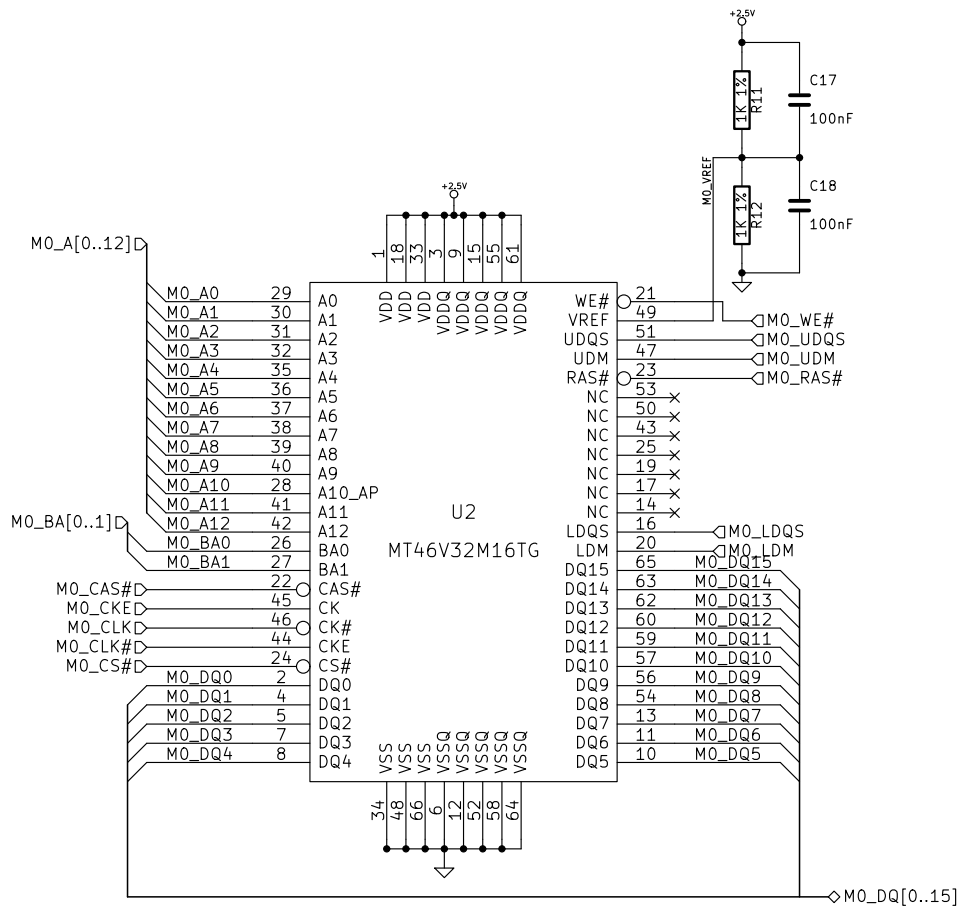 +2.5V
C17
100nF
1K 1%
R11
M0_VREF
C18
100nF
1K 1%
R12
+2.5V
M0_A[0..12]
1 18 33 3 9 15 55 61
VDD VDD VDD VDDQ VDDQ VDDQ VDDQ VDDQ
M0_A0 29 A0 WE# 21
M0_A1 30 A1 VREF 49 M0_WE#
M0_A2 31 A2 UDQS 51 M0_UDQS
M0_A3 32 A3 UDM 47 M0_UDM
M0_A4 35 A4 RAS# 23 M0_RAS#
M0_A5 36 A5 NC 53
M0_A6 37 A6 NC 50
M0_A7 38 A7 NC 43
M0_A8 39 A8 NC 25
M0_A9 40 A9 NC 19
M0_A10 28 A10_AP NC 17
M0_A11 41 A11 NC 14
U2
M0_BA[0..1]
M0_A12 42 A12 LDQS 16 M0_LDQS
M0_BA0 26 BA0 LDM 20 M0_LDM
MT46V32M16TG
M0_BA1 27 BA1 DQ15 65 M0_DQ15
M0_CAS# 22 CAS# DQ14 63 M0_DQ14
M0_CKE 45 CK DQ13 62 M0_DQ13
M0_CLK 46 CK# DQ12 60 M0_DQ12
M0_CLK# 44 CKE DQ11 59 M0_DQ11
M0_CS# 24 CS# DQ10 57 M0_DQ10
M0_DQ0 2 DQ0 DQ9 56 M0_DQ9
M0_DQ1 4 DQ1 DQ8 54 M0_DQ8
M0_DQ2 5 DQ2 DQ7 13 M0_DQ7
M0_DQ3 7 DQ3 DQ6 11 M0_DQ6
M0_DQ4 8 DQ4 DQ5 10 M0_DQ5
VSS VSS VSS VSSQ VSSQ VSSQ VSSQ VSSQ
34 48 66 6 12 52 58 64
M0_DQ[0..15]